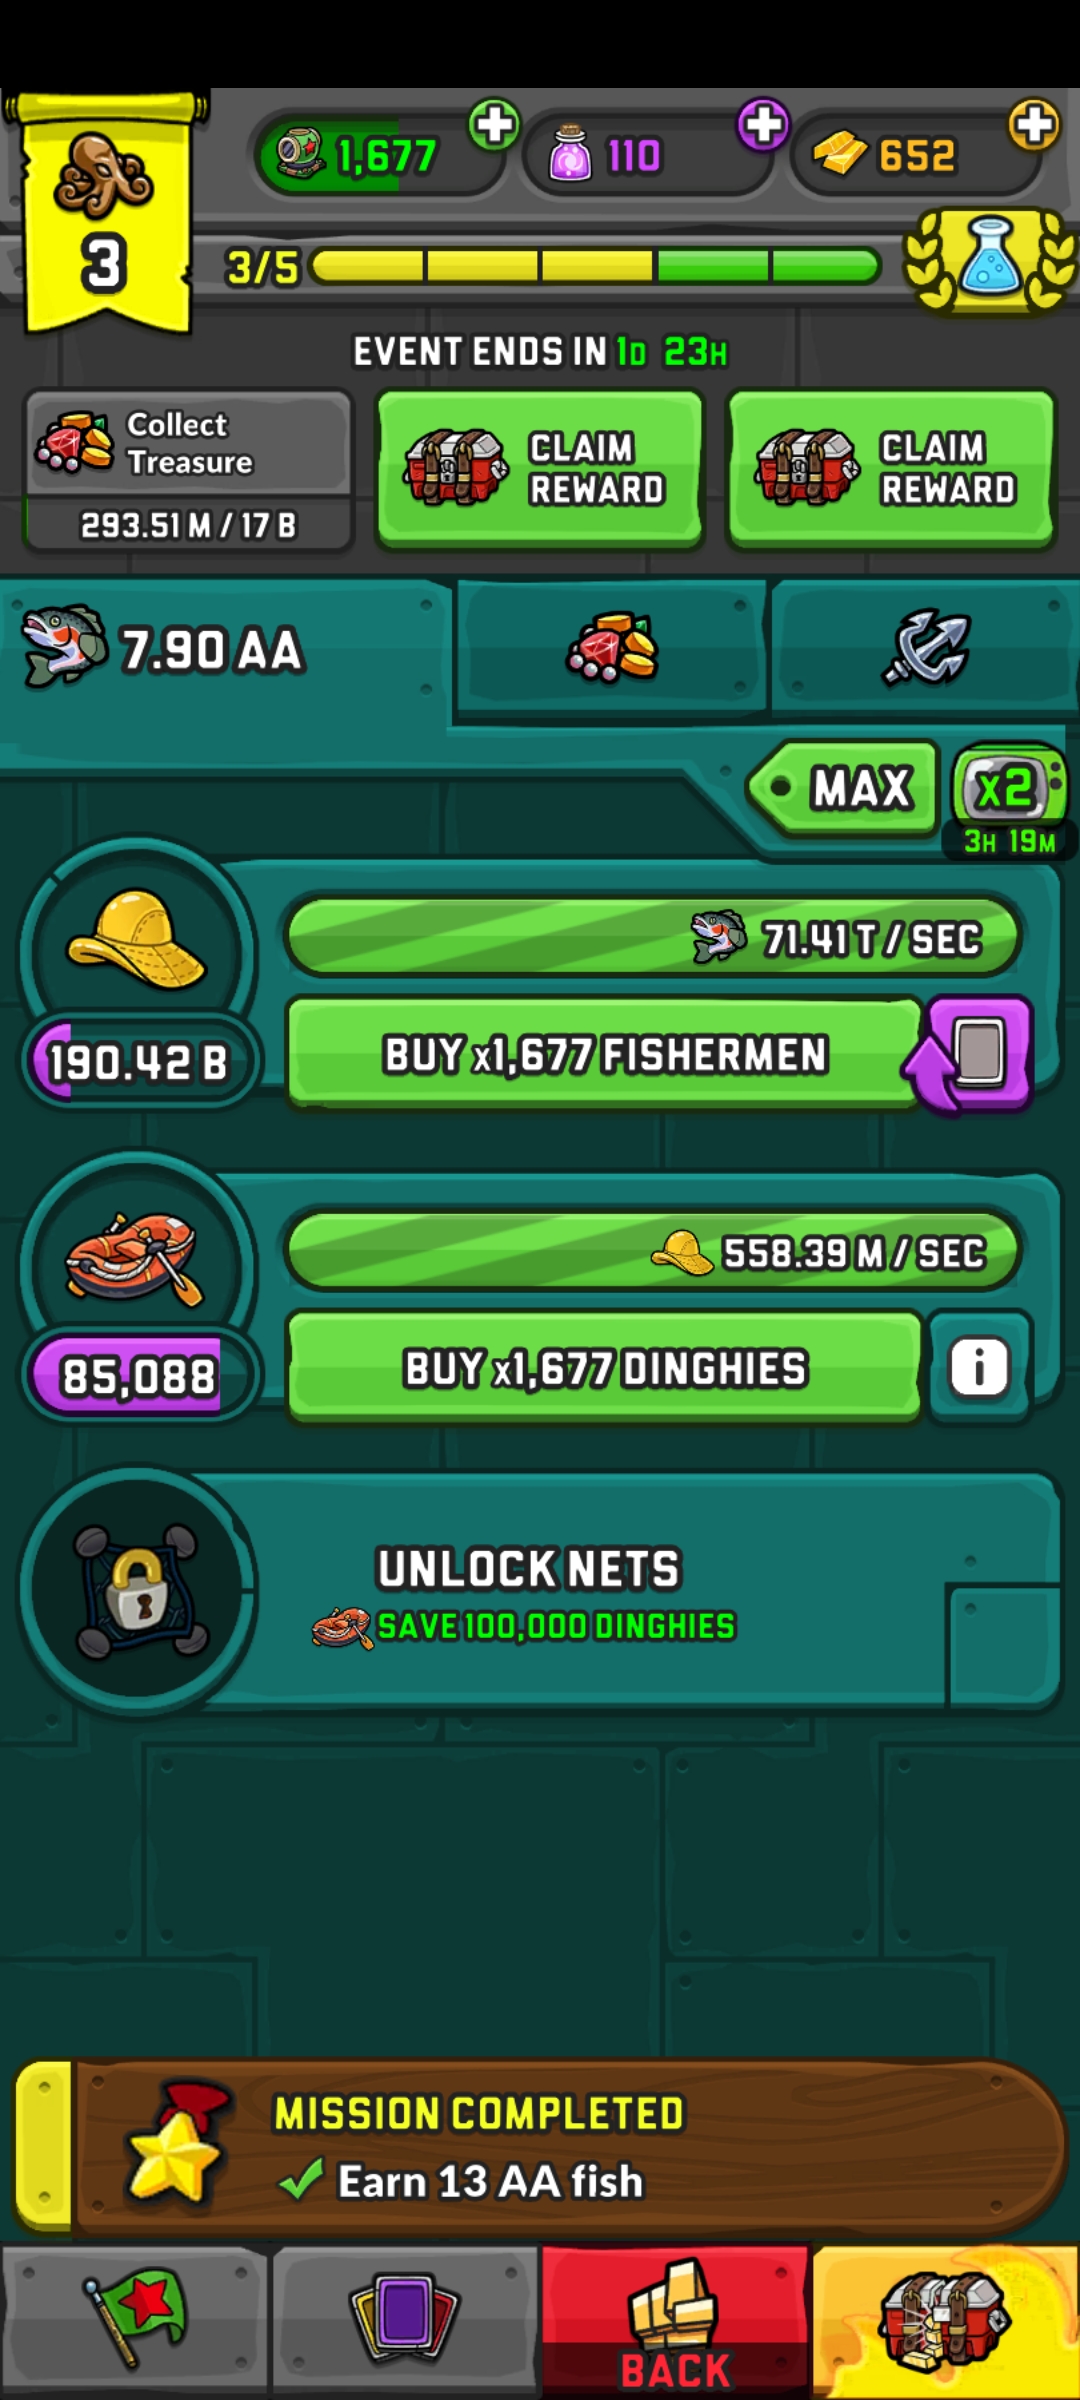 1,677
110
652
3
3/5
EVENT ENDS IN 1D 23H
Collect
Treasure
293.51 M / 17 B
CLAIM
REWARD
CLAIM
REWARD
7.90 AA
MAX
x2
3H 19M
71.41 T / SEC
190.42 B
BUY x1,677 FISHERMEN
558.39 M / SEC
85,088
BUY x1,677 DINGHIES
i
UNLOCK NETS
SAVE 100,000 DINGHIES
MISSION COMPLETED
Earn 13 AA fish
BACK